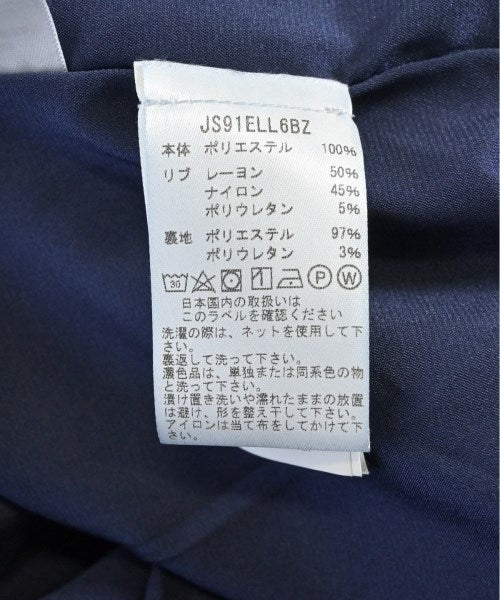 JS91ELL6BZ
本体 ポリエステル 100%
リブ レーヨン 50%
ナイロン 45%
ポリウレタン 5%
裏地 ポリエステル 97%
ポリウレタン 3%
30 P W
日本国内の取扱いは
このラベルを確認ください
洗濯の際は、ネットを使用して下
さい。
裏返して洗って下さい。
濃色品は、単独または同系色の物
と洗って下さい。
漬け置き洗いや濡れたままの放置
は避け、形を整え干して下さい。
アイロンは当て布をしてかけて下
さい。